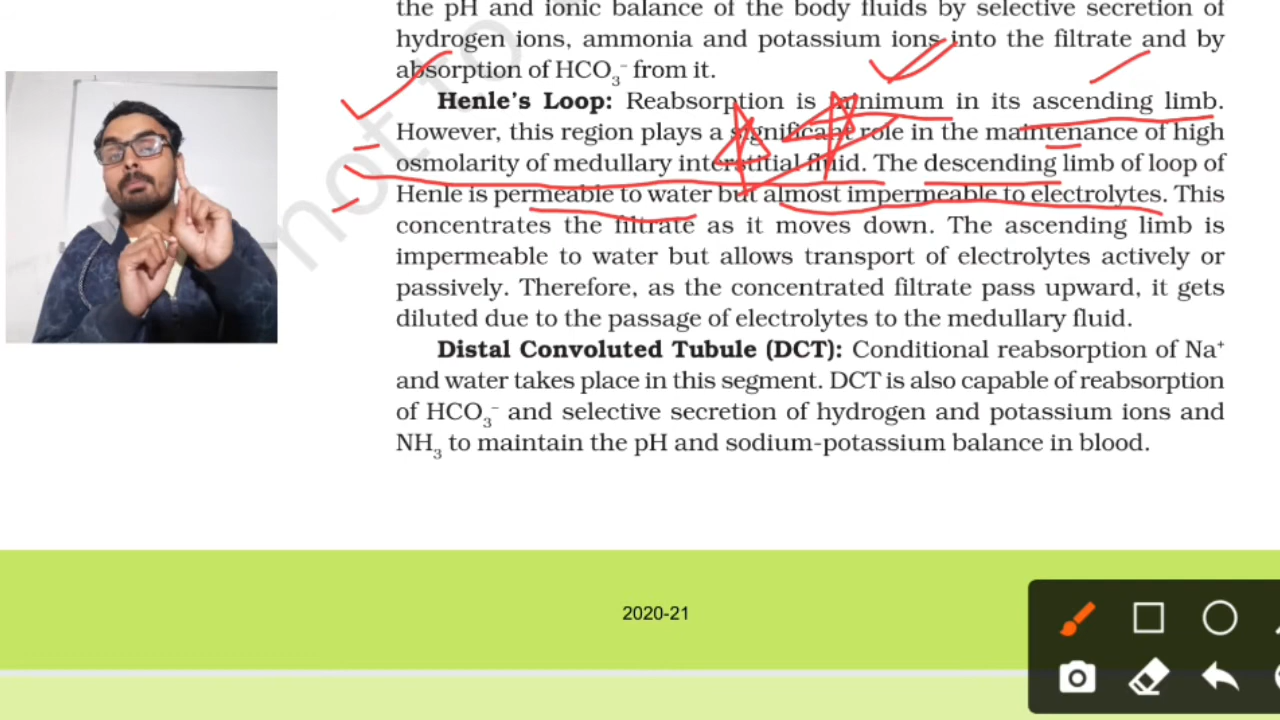 the pH and ionic balance of the body fluids by selective secretion of
hydrogen ions, ammonia and potassium ions into the filtrate and by
absorption of HCO₃⁻ from it.
Henle's Loop: Reabsorption is minimum in its ascending limb.
However, this region plays a significant role in the maintenance of high
osmolarity of medullary interstitial fluid. The descending limb of loop of
Henle is permeable to water but almost impermeable to electrolytes. This
concentrates the filtrate as it moves down. The ascending limb is
impermeable to water but allows transport of electrolytes actively or
passively. Therefore, as the concentrated filtrate pass upward, it gets
diluted due to the passage of electrolytes to the medullary fluid.
Distal Convoluted Tubule (DCT): Conditional reabsorption of Na⁺
and water takes place in this segment. DCT is also capable of reabsorption
of HCO₃⁻ and selective secretion of hydrogen and potassium ions and
NH₃ to maintain the pH and sodium-potassium balance in blood.
not to
2020-21